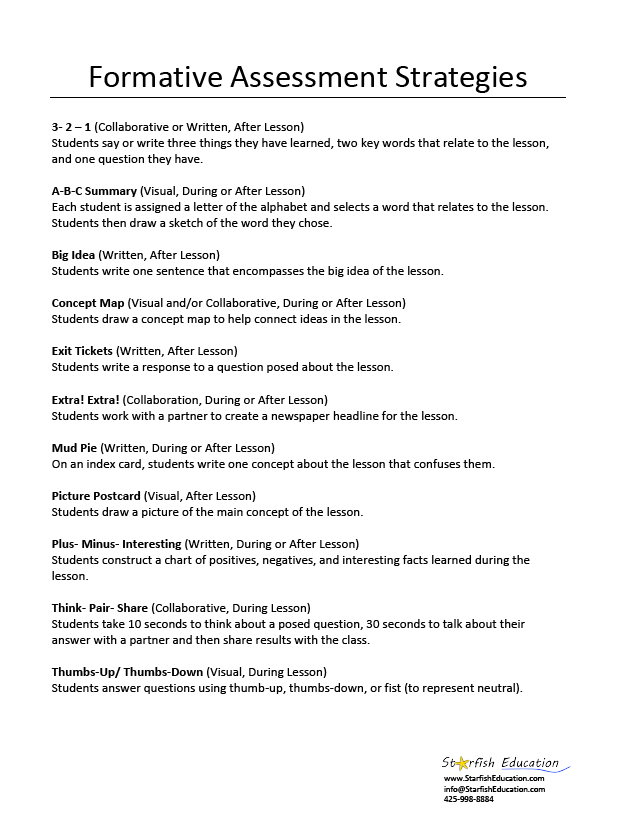 Formative Assessment Strategies
3- 2 – 1 (Collaborative or Written, After Lesson)
Students say or write three things they have learned, two key words that relate to the lesson,
and one question they have.
A-B-C Summary (Visual, During or After Lesson)
Each student is assigned a letter of the alphabet and selects a word that relates to the lesson.
Students then draw a sketch of the word they chose.
Big Idea (Written, After Lesson)
Students write one sentence that encompasses the big idea of the lesson.
Concept Map (Visual and/or Collaborative, During or After Lesson)
Students draw a concept map to help connect ideas in the lesson.
Exit Tickets (Written, After Lesson)
Students write a response to a question posed about the lesson.
Extra! Extra! (Collaboration, During or After Lesson)
Students work with a partner to create a newspaper headline for the lesson.
Mud Pie (Written, During or After Lesson)
On an index card, students write one concept about the lesson that confuses them.
Picture Postcard (Visual, After Lesson)
Students draw a picture of the main concept of the lesson.
Plus- Minus- Interesting (Written, During or After Lesson)
Students construct a chart of positives, negatives, and interesting facts learned during the
lesson.
Think- Pair- Share (Collaborative, During Lesson)
Students take 10 seconds to think about a posed question, 30 seconds to talk about their
answer with a partner and then share results with the class.
Thumbs-Up/ Thumbs-Down (Visual, During Lesson)
Students answer questions using thumb-up, thumbs-down, or fist (to represent neutral).
Starfish Education
www.StarfishEducation.com
info@StarfishEducation.com
425-998-8884